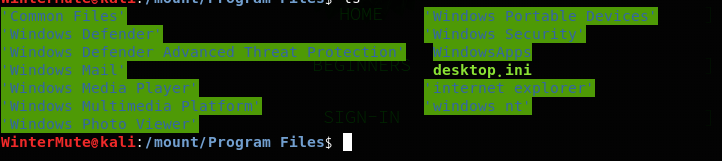 WinterMute@kali:/mount/Program Files$ ls
'Common Files' 'Windows Portable Devices'
'Windows Defender' 'Windows Security'
'Windows Defender Advanced Threat Protection' WindowsApps
'Windows Mail' desktop.ini
'Windows Media Player' 'internet explorer'
'Windows Multimedia Platform' 'windows nt'
'Windows Photo Viewer'
WinterMute@kali:/mount/Program Files$
HOME
BEGINNERS
SIGN-IN